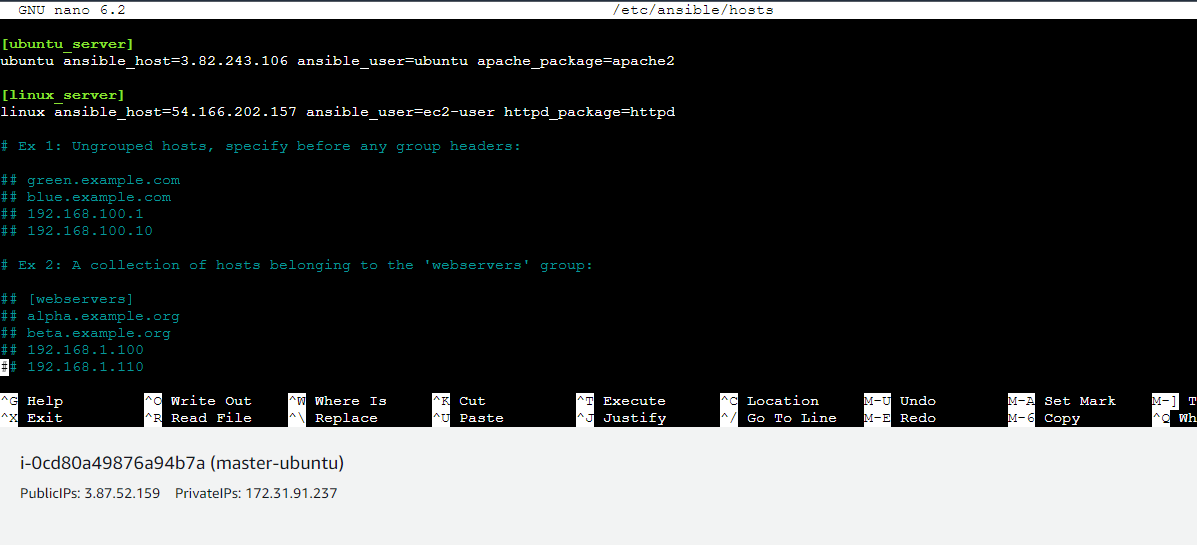 GNU nano 6.2 /etc/ansible/hosts
[ubuntu_server]
ubuntu ansible_host=3.82.243.106 ansible_user=ubuntu apache_package=apache2
[linux_server]
linux ansible_host=54.166.202.157 ansible_user=ec2-user httpd_package=httpd
# Ex 1: Ungrouped hosts, specify before any group headers:
## green.example.com
## blue.example.com
## 192.168.100.1
## 192.168.100.10
# Ex 2: A collection of hosts belonging to the 'webservers' group:
## [webservers]
## alpha.example.org
## beta.example.org
## 192.168.1.100
## 192.168.1.110
^G Help ^O Write Out ^W Where Is ^K Cut ^T Execute ^C Location M-U Undo M-A Set Mark M-] T
^X Exit ^R Read File ^\ Replace ^U Paste ^J Justify ^/ Go To Line M-E Redo M-6 Copy ^Q Wh
i-0cd80a49876a94b7a (master-ubuntu)
PublicIPs: 3.87.52.159 PrivateIPs: 172.31.91.237